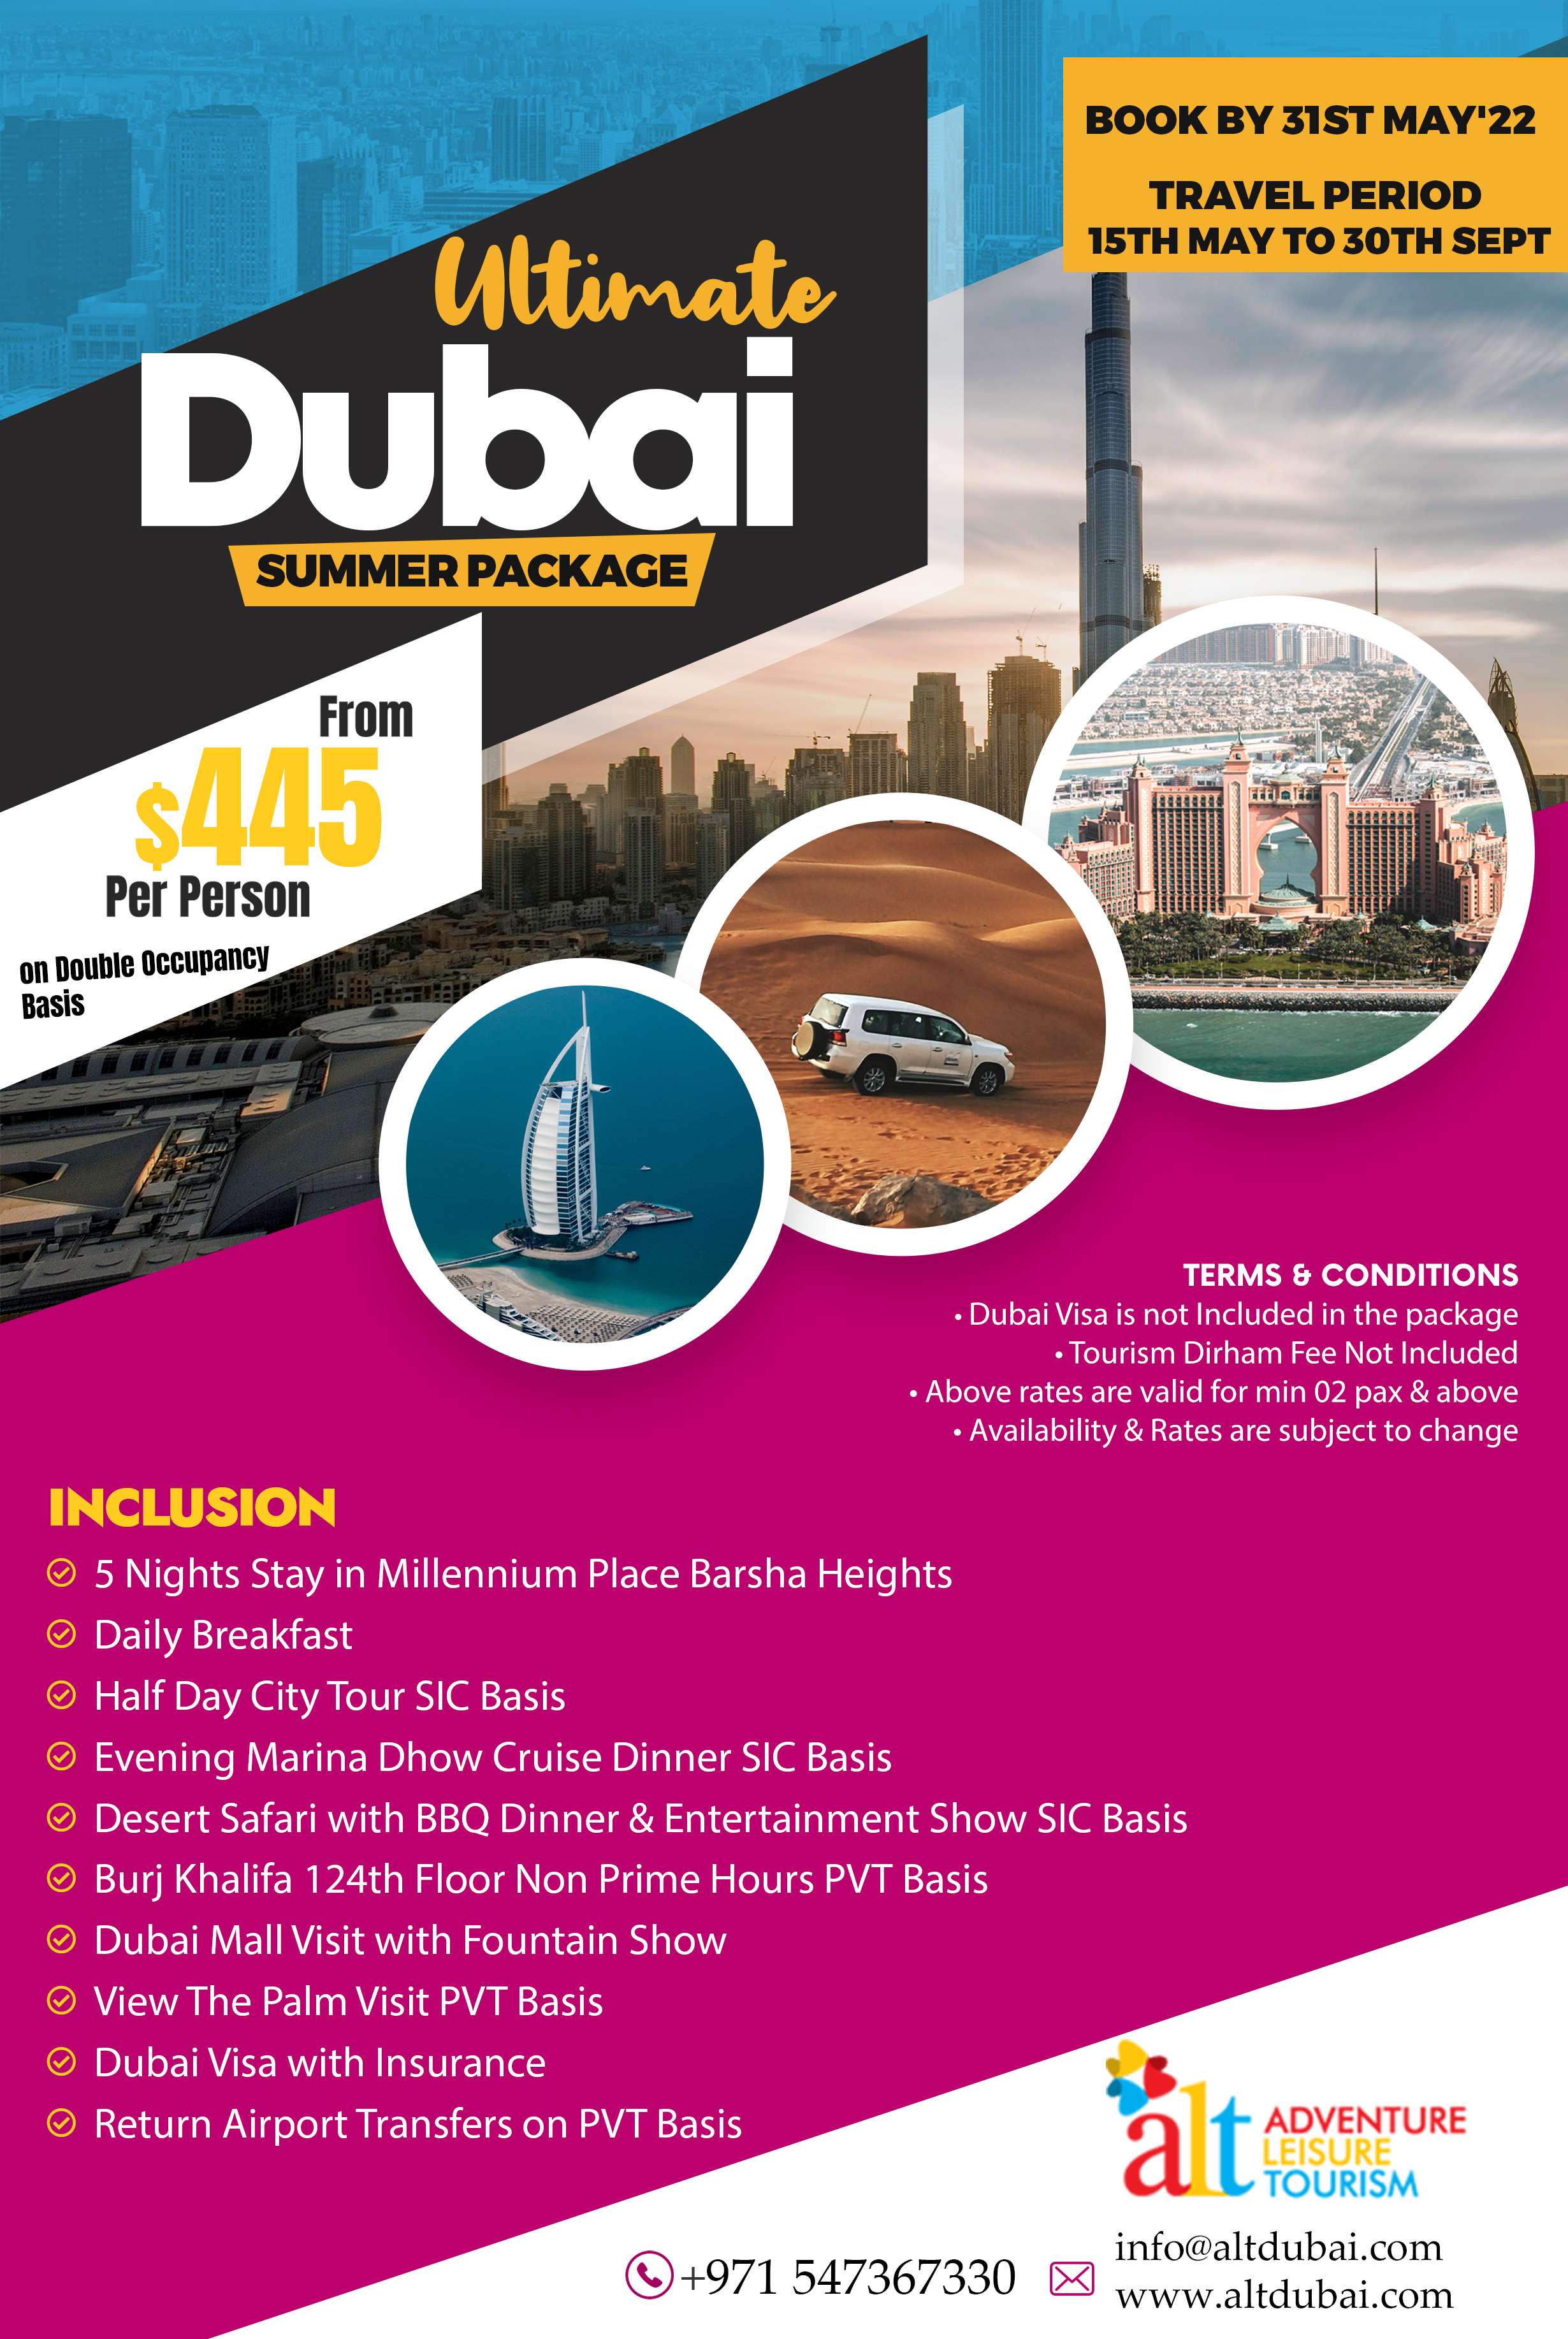 BOOK BY 31ST MAY'22
TRAVEL PERIOD
15TH MAY TO 30TH SEPT
Ultimate
Dubai
SUMMER PACKAGE
From
$445
Per Person
on Double Occupancy
Basis
TERMS & CONDITIONS
• Dubai Visa is not Included in the package
• Tourism Dirham Fee Not Included
• Above rates are valid for min 02 pax & above
• Availability & Rates are subject to change
INCLUSION
5 Nights Stay in Millennium Place Barsha Heights
Daily Breakfast
Half Day City Tour SIC Basis
Evening Marina Dhow Cruise Dinner SIC Basis
Desert Safari with BBQ Dinner & Entertainment Show SIC Basis
Burj Khalifa 124th Floor Non Prime Hours PVT Basis
Dubai Mall Visit with Fountain Show
View The Palm Visit PVT Basis
Dubai Visa with Insurance
Return Airport Transfers on PVT Basis
alt
ADVENTURE
LEISURE
TOURISM
+971 547367330
info@altdubai.com
www.altdubai.com